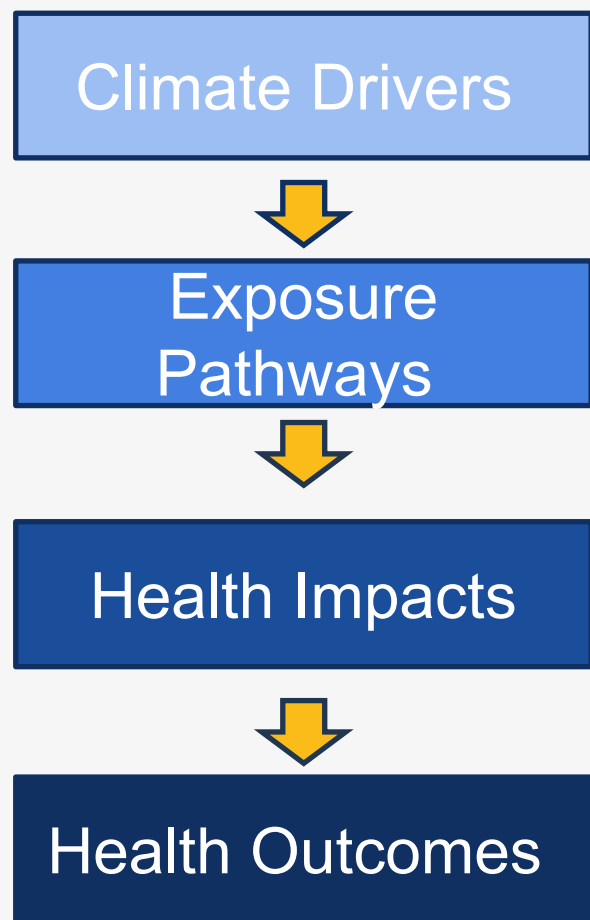 Climate Drivers
Exposure
Pathways
Health Impacts
Health Outcomes